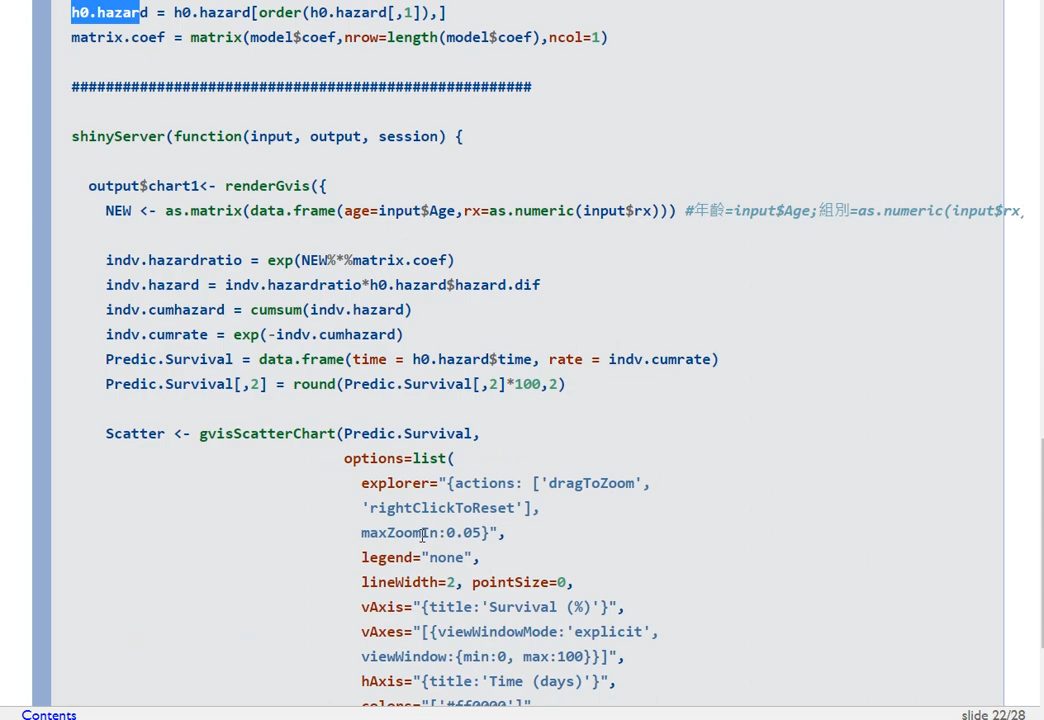 h0.hazard = h0.hazard[order(h0.hazard[,1]),]
matrix.coef = matrix(model$coef,nrow=length(model$coef),ncol=1)
######################################################
shinyServer(function(input, output, session) {
output$chart1<- renderGvis({
NEW <- as.matrix(data.frame(age=input$Age,rx=as.numeric(input$rx))) #年齡=input$Age;組別=as.numeric(input$rx,
indv.hazardratio = exp(NEW%*%matrix.coef)
indv.hazard = indv.hazardratio*h0.hazard$hazard.dif
indv.cumhazard = cumsum(indv.hazard)
indv.cumrate = exp(-indv.cumhazard)
Predic.Survival = data.frame(time = h0.hazard$time, rate = indv.cumrate)
Predic.Survival[,2] = round(Predic.Survival[,2]*100,2)
Scatter <- gvisScatterChart(Predic.Survival,
options=list(
explorer="{actions: ['dragToZoom',
'rightClickToReset'],
maxZoomIn:0.05}",
legend="none",
lineWidth=2, pointSize=0,
vAxis="{title:'Survival (%)'}",
vAxes="[{viewWindowMode:'explicit',
viewWindow:{min:0, max:100}}]",
hAxis="{title:'Time (days)'}",
colors="['#ff0000']"
Contents
slide 22/28